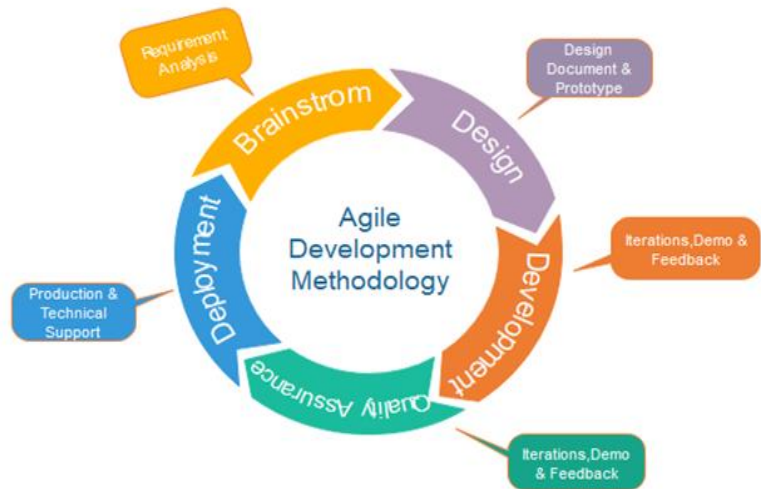 Requirement
Analysis
Brainstrom
Design
Document &
Prototype
Design
Agile
Development
Methodology
Iterations,Demo &
Feedback
Development
Deployment
Production &
Technical
Support
Quality Assurance
Iterations,Demo
& Feedback